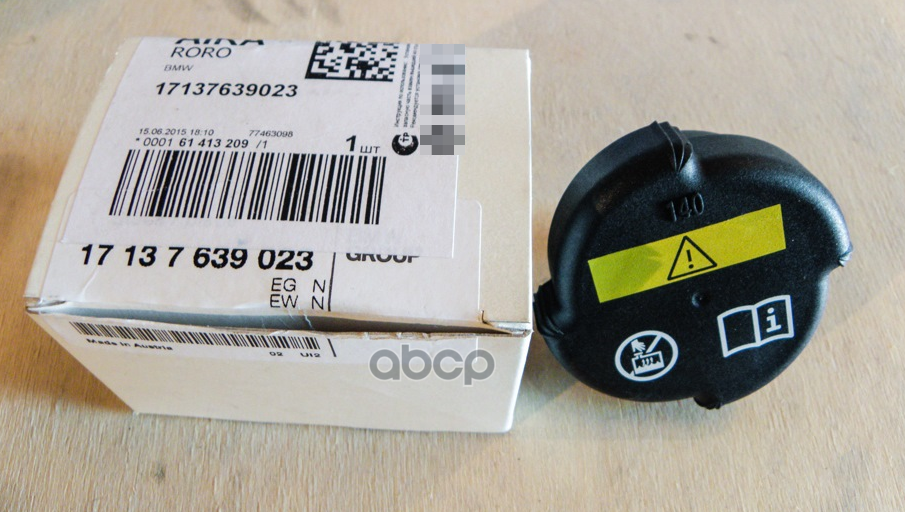 RORO
BMW
17137639023
15.06.2015 18:10 77463098
* 0001 61 413 209 /1
1 шт
17 13 7 639 023
GROUP
EG N
EW N
Made in Austria
02 UI2
abcp
140
i